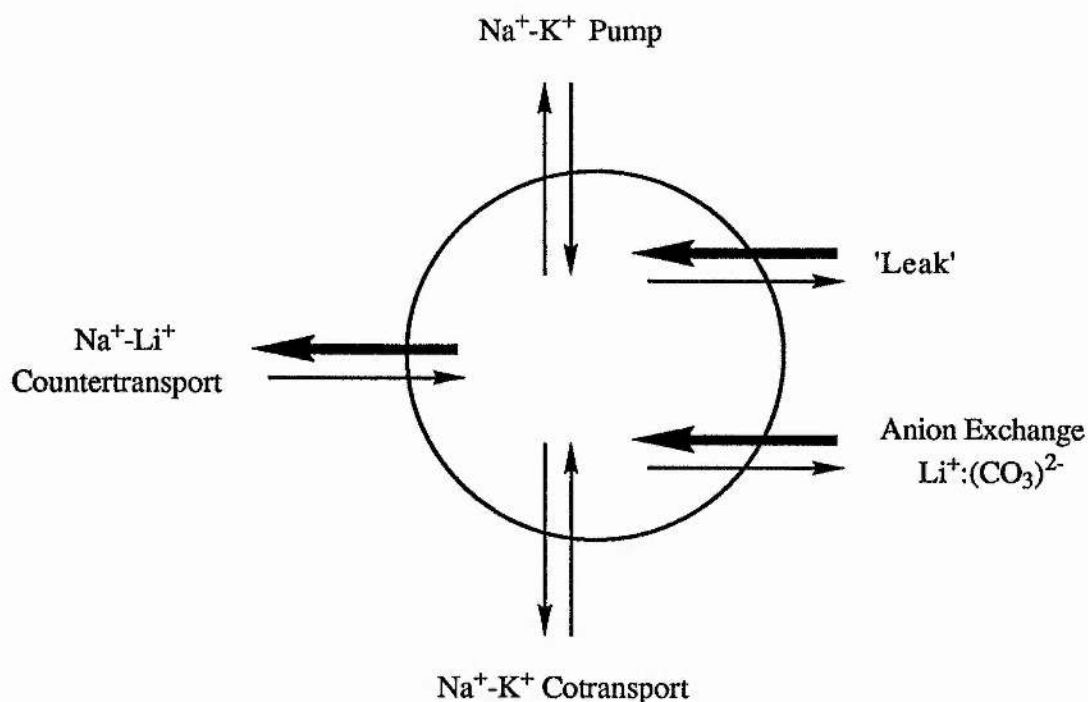 Na⁺-K⁺ Pump
'Leak'
Na⁺-Li⁺
Countertransport
Anion Exchange
Li⁺:(CO₃)²⁻
Na⁺-K⁺ Cotransport